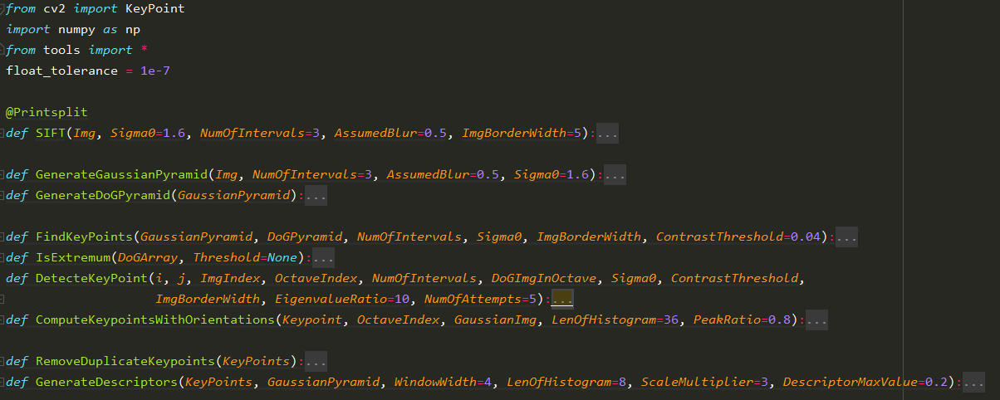 from cv2 import KeyPoint
import numpy as np
from tools import *
float_tolerance = 1e-7
@Printsplit
def SIFT(Img, Sigma0=1.6, NumOfIntervals=3, AssumedBlur=0.5, ImgBorderWidth=5):...
def GenerateGaussianPyramid(Img, NumOfIntervals=3, AssumedBlur=0.5, Sigma0=1.6):...
def GenerateDoGPyramid(GaussianPyramid):...
def FindKeyPoints(GaussianPyramid, DoGPyramid, NumOfIntervals, Sigma0, ImgBorderWidth, ContrastThreshold=0.04):...
def IsExtremum(DoGArray, Threshold=None):...
def DetecteKeyPoint(i, j, ImgIndex, OctaveIndex, NumOfIntervals, DoGImgInOctave, Sigma0, ContrastThreshold,
ImgBorderWidth, EigenvalueRatio=10, NumOfAttempts=5):...
def ComputeKeypointsWithOrientations(Keypoint, OctaveIndex, GaussianImg, LenOfHistogram=36, PeakRatio=0.8):...
def RemoveDuplicateKeypoints(KeyPoints):...
def GenerateDescriptors(KeyPoints, GaussianPyramid, WindowWidth=4, LenOfHistogram=8, ScaleMultiplier=3, DescriptorMaxValue=0.2):...